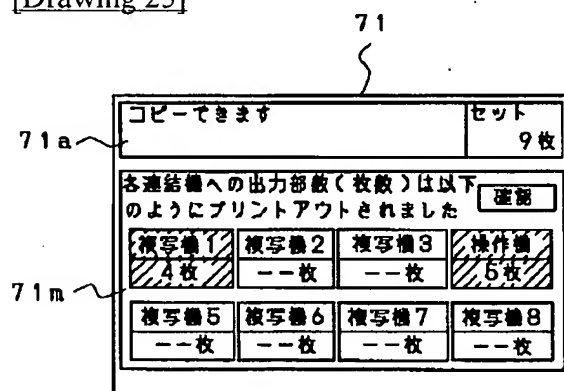 [Drawing 25]
71
コピーできます
セット
9枚
71a
各連結機への出力部数(枚数)は以下
のようにプリントアウトされました
確認
複写機1 複写機2 複写機3 操作機
4枚 --枚 --枚 5枚
71m
複写機5 複写機6 複写機7 複写機8
--枚 --枚 --枚 --枚